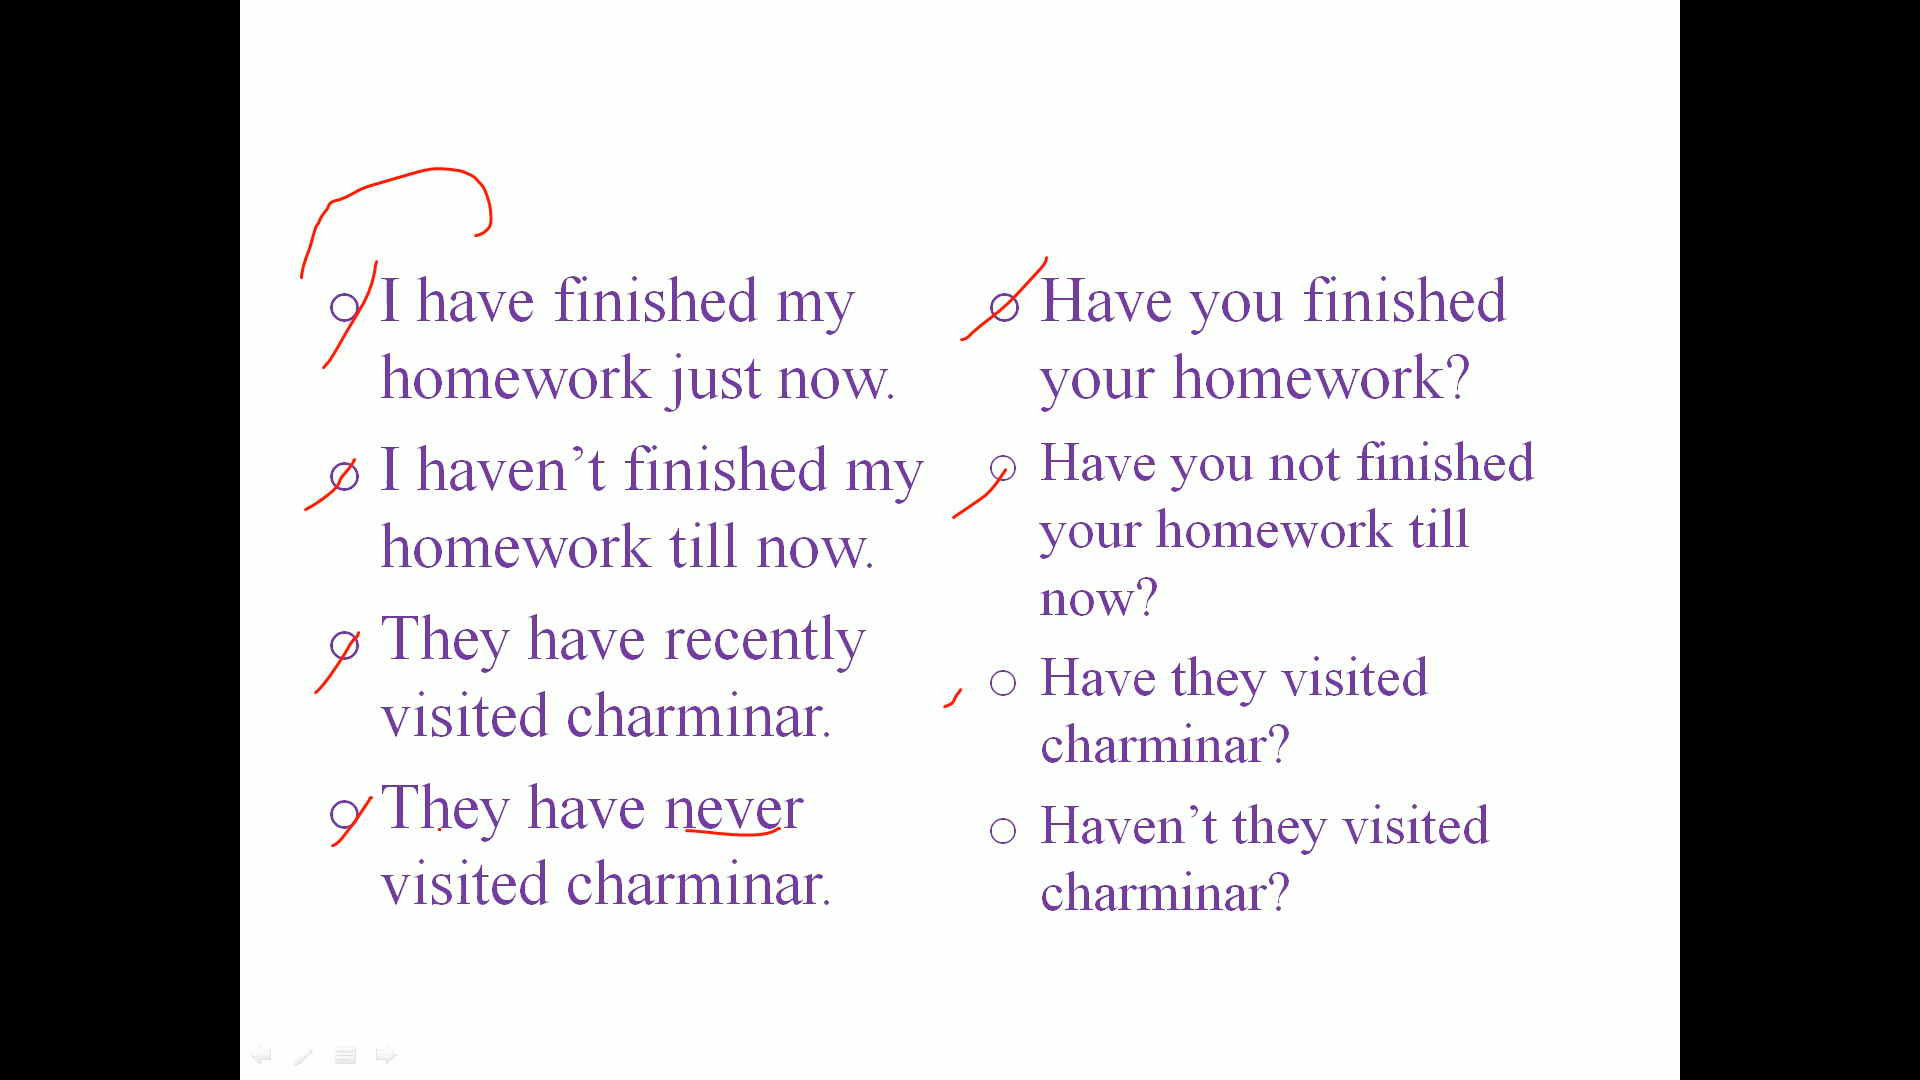 I have finished my
homework just now.
I haven’t finished my
homework till now.
They have recently
visited charminar.
They have never
visited charminar.
Have you finished
your homework?
Have you not finished
your homework till
now?
Have they visited
charminar?
Haven’t they visited
charminar?